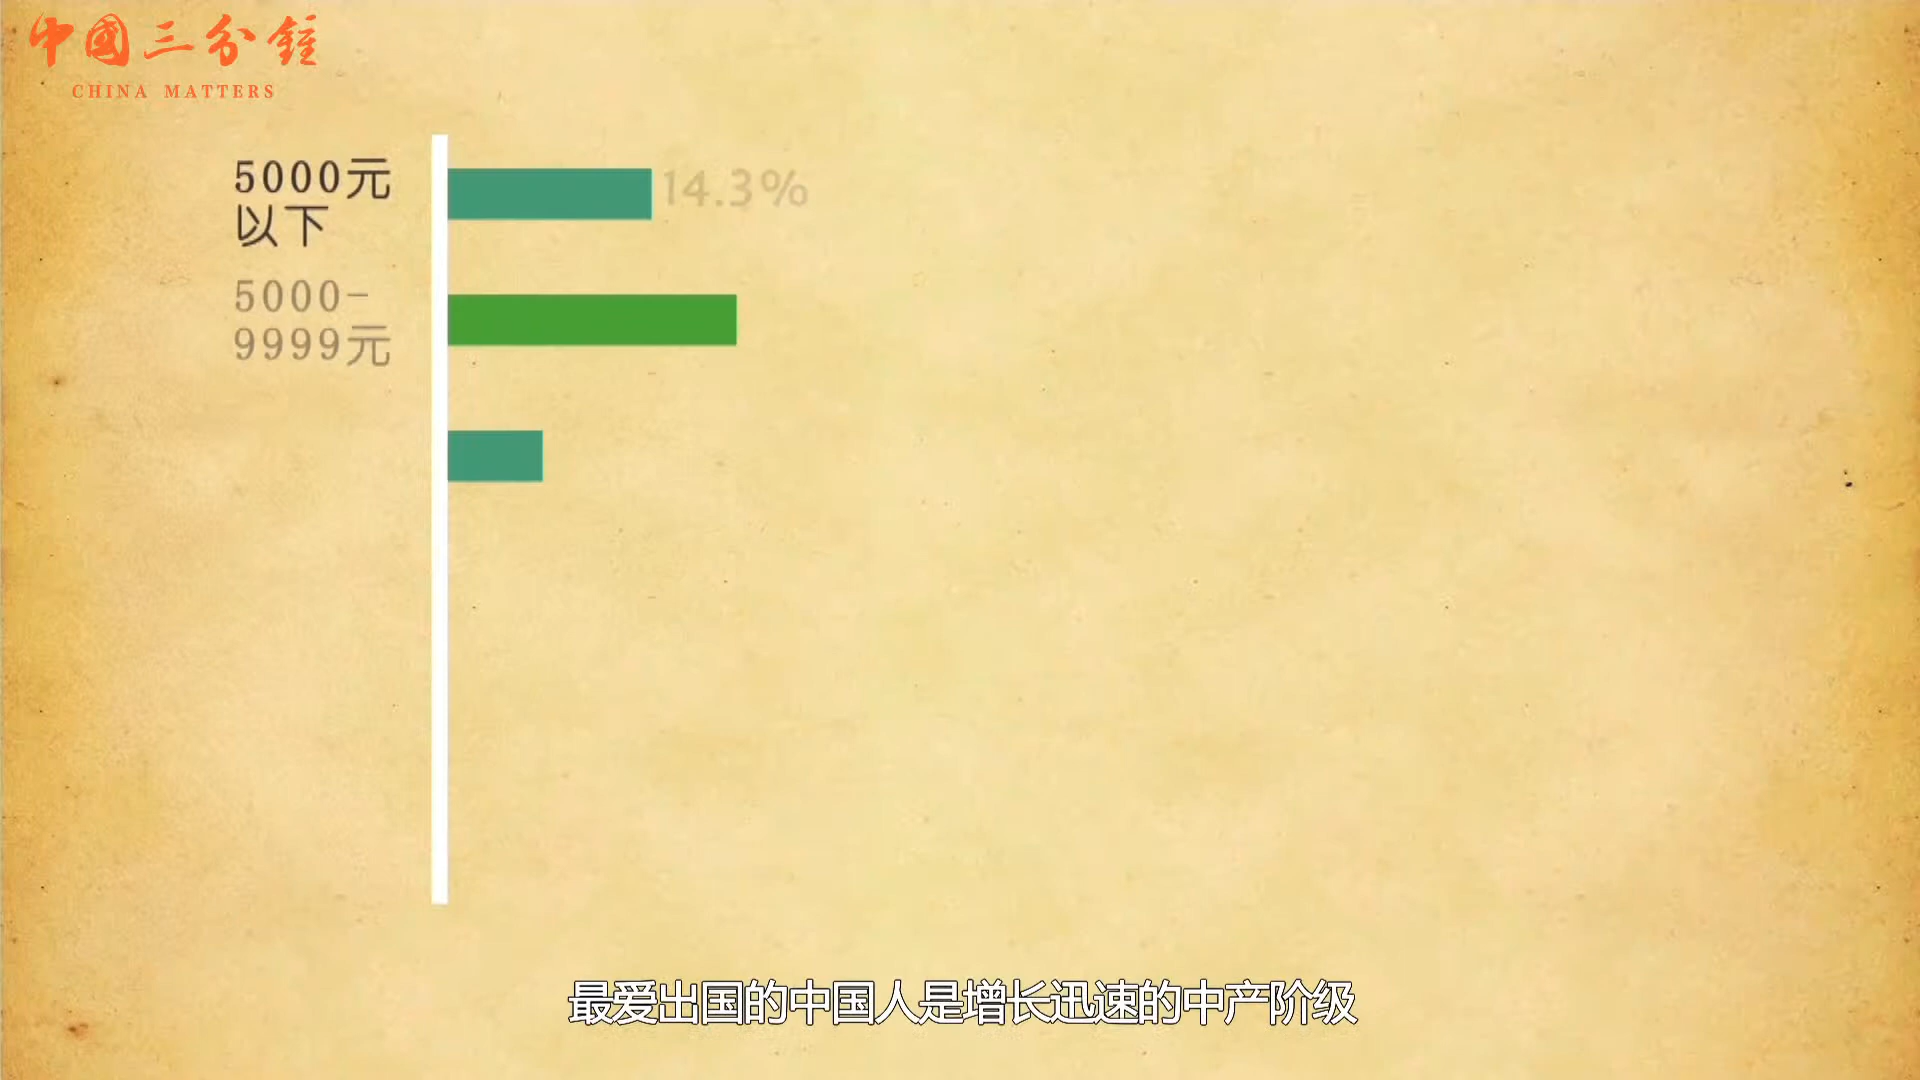 中國三分鐘
CHINA MATTERS
5000元
以下
14.3%
5000-
9999元
最爱出国的中国人是增长迅速的中产阶级